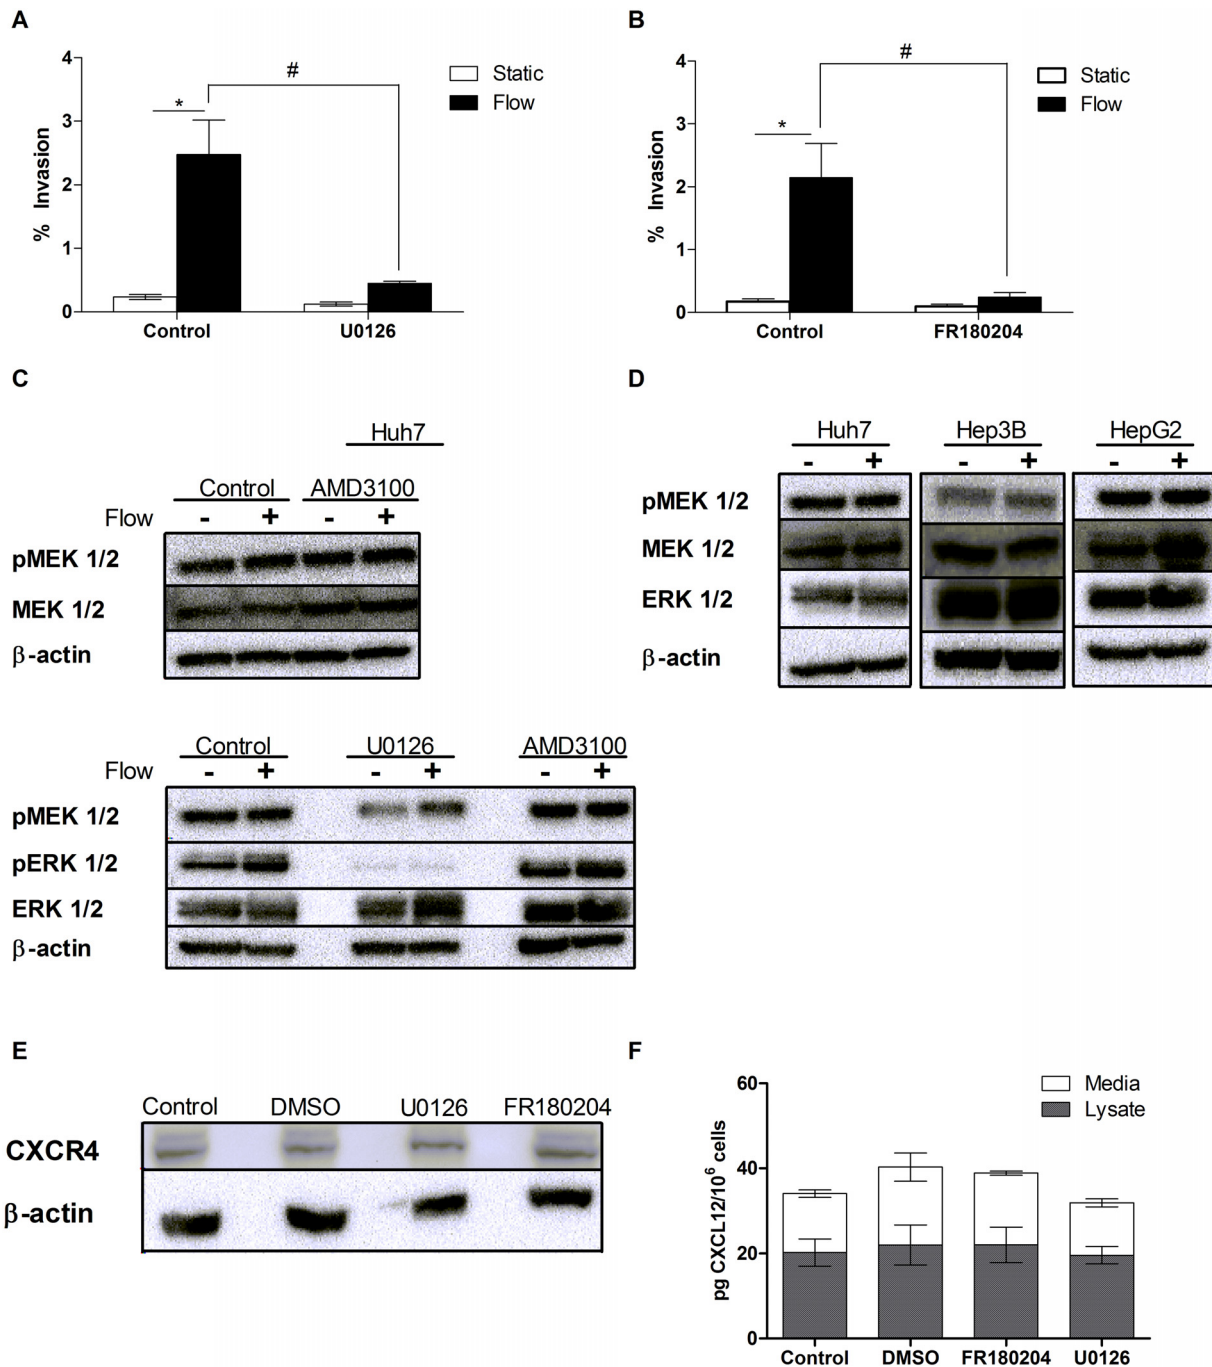 A
B
4
3
2
1
0
% Invasion
*
#
Static
Flow
Control
U0126
4
3
2
1
0
% Invasion
*
#
Static
Flow
Control
FR180204
C
D
Huh7
Control AMD3100
Flow - + - +
pMEK 1/2
MEK 1/2
β-actin
Huh7 Hep3B HepG2
- + - + - +
pMEK 1/2
MEK 1/2
ERK 1/2
β-actin
Control U0126 AMD3100
Flow - + - + - +
pMEK 1/2
pERK 1/2
ERK 1/2
β-actin
E
F
Control DMSO U0126 FR180204
CXCR4
β-actin
60
40
20
0
pg CXCL12/10⁶ cells
Media
Lysate
Control DMSO FR180204 U0126